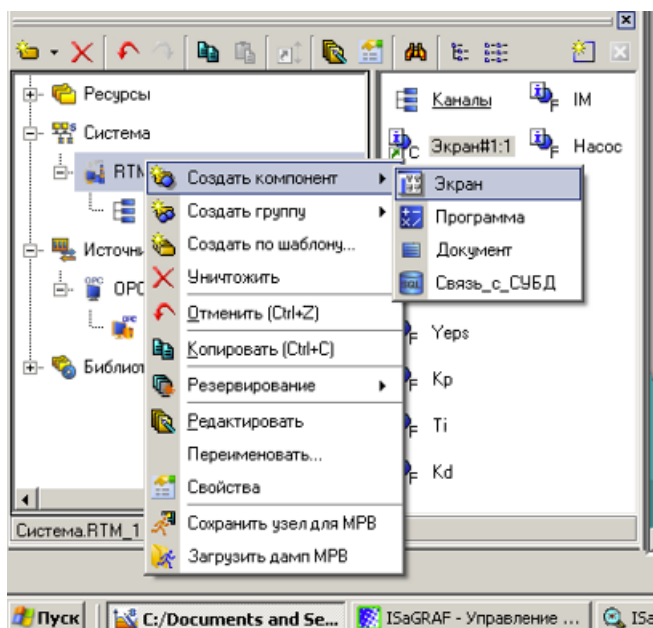 Ресурсы
Система
RTM
Источни
OPC
Библиот
Система.RTM_1
Каналы
IM
Экран#1:1
Насос
Yeps
Kp
Ti
Kd
Создать компонент
Создать группу
Создать по шаблону...
Уничтожить
Отменить (Ctrl+Z)
Копировать (Ctrl+C)
Резервирование
Редактировать
Переименовать...
Свойства
Сохранить узел для МРВ
Загрузить дамп МРВ
Экран
Программа
Документ
Связь_с_СУБД
Пуск
C:/Documents and Se...
ISaGRAF - Управление ...
ISa